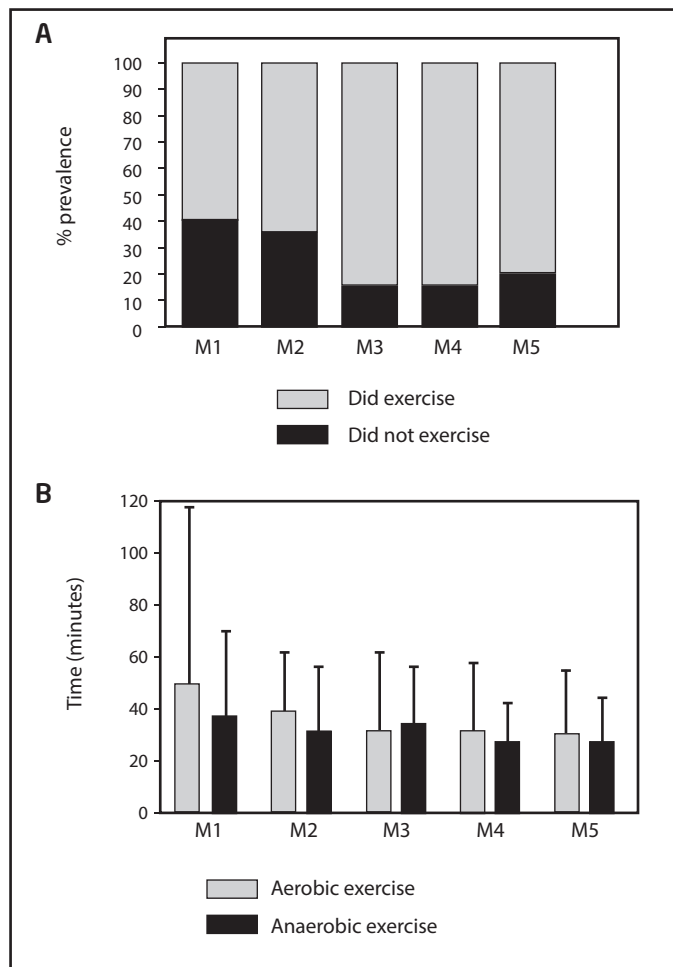 A
% prevalence
100
90
80
70
60
50
40
30
20
10
0
M1 M2 M3 M4 M5
Did exercise
Did not exercise
B
Time (minutes)
120
100
80
60
40
20
0
M1 M2 M3 M4 M5
Aerobic exercise
Anaerobic exercise